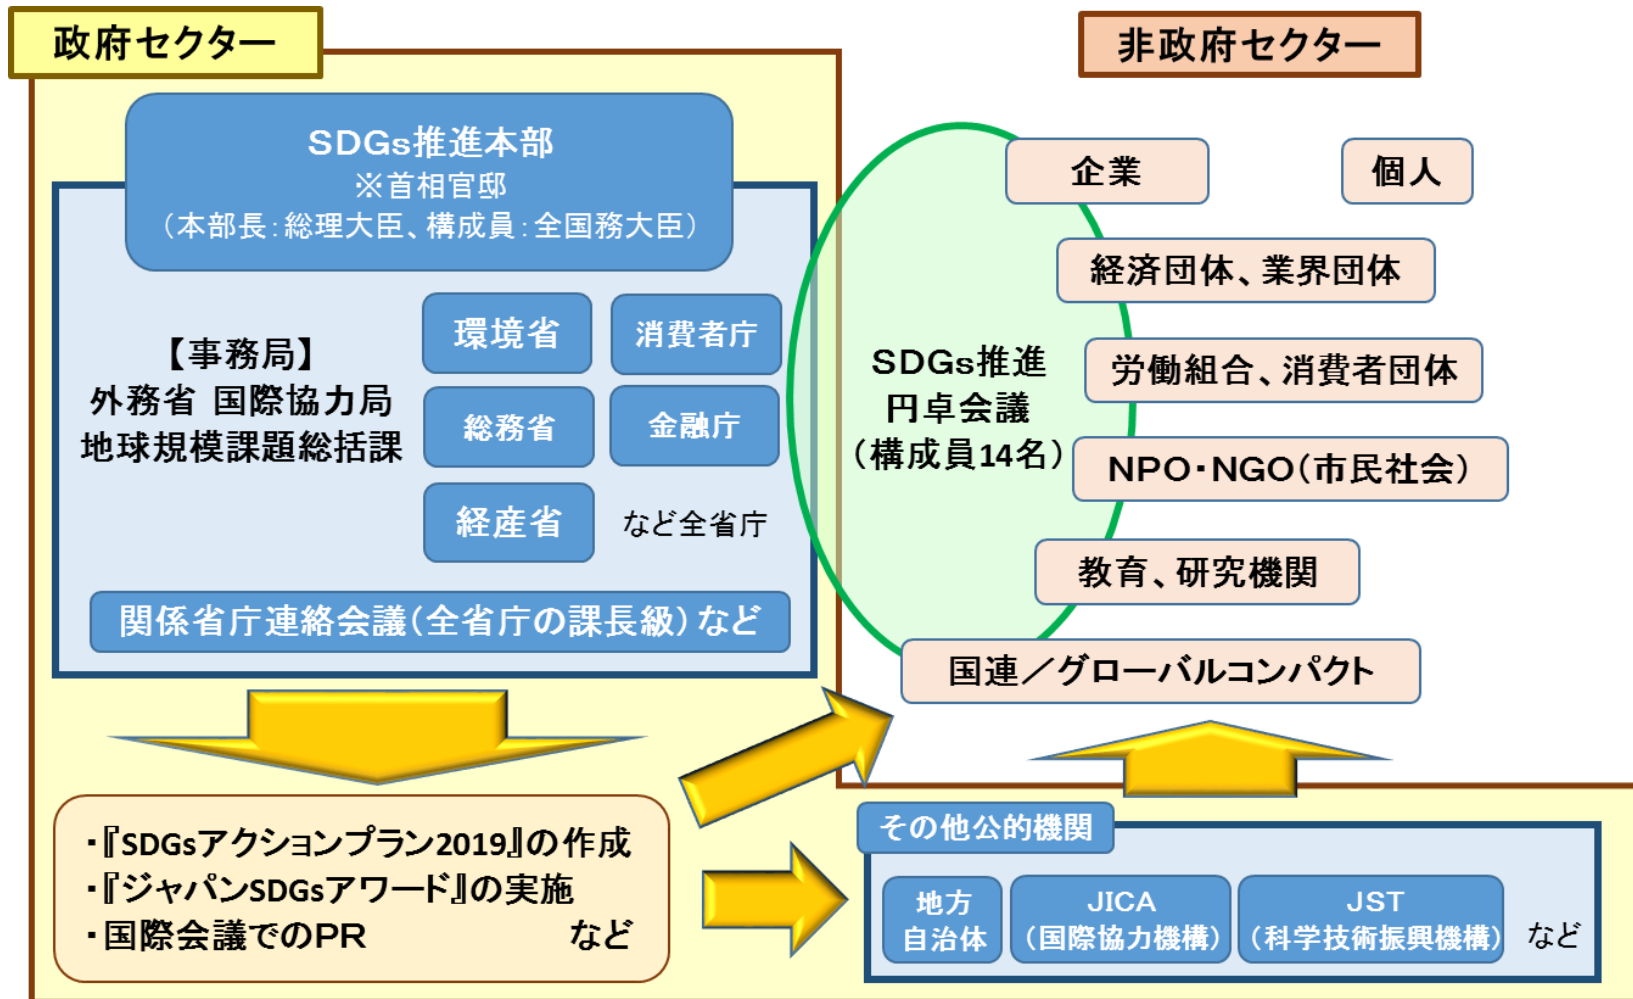 政府セクター
非政府セクター
SDGs推進本部
※首相官邸
（本部長：総理大臣、構成員：全国務大臣）
【事務局】
外務省 国際協力局
地球規模課題総括課
環境省
消費者庁
総務省
金融庁
経産省
など全省庁
関係省庁連絡会議（全省庁の課長級）など
SDGs推進
円卓会議
（構成員14名）
企業
個人
経済団体、業界団体
労働組合、消費者団体
NPO・NGO（市民社会）
教育、研究機関
国連／グローバルコンパクト
・『SDGsアクションプラン2019』の作成
・『ジャパンSDGsアワード』の実施
・国際会議でのPR など
その他公的機関
地方
自治体
JICA
（国際協力機構）
JST
（科学技術振興機構）
など